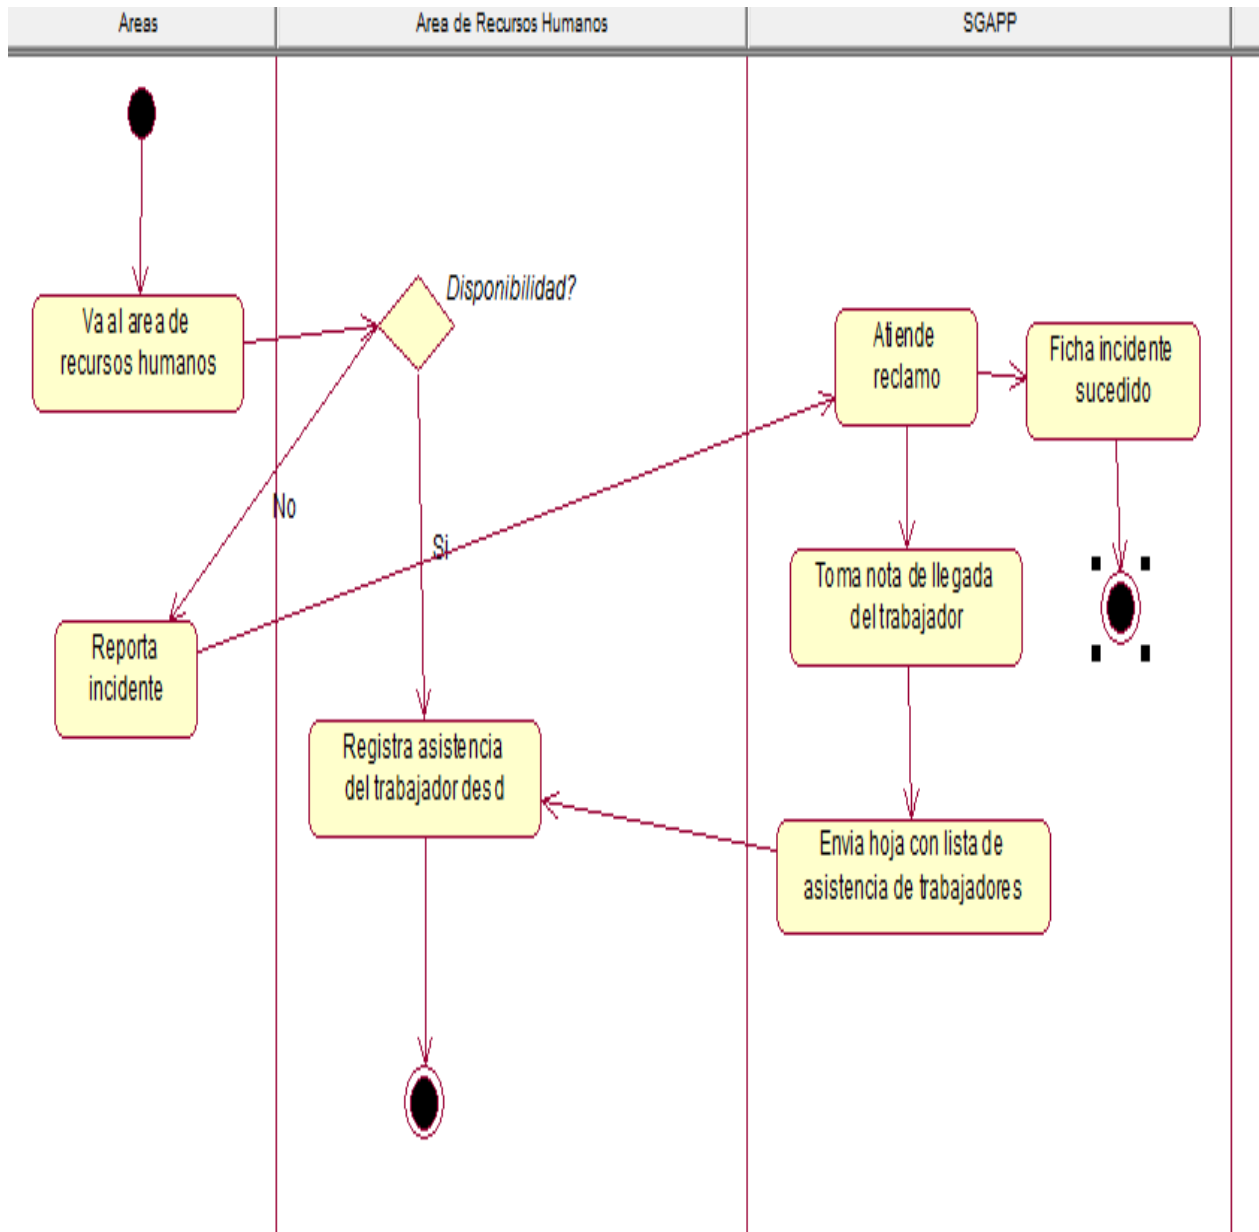 Areas
Area de Recursos Humanos
SGAPP
Disponibilidad?
Va al area de
recursos humanos
Atiende
reclamo
Ficha incidente
sucedido
No
Si
Toma nota de llegada
del trabajador
Reporta
incidente
Registra asistencia
del trabajador desd
Envia hoja con lista de
asistencia de trabajadores